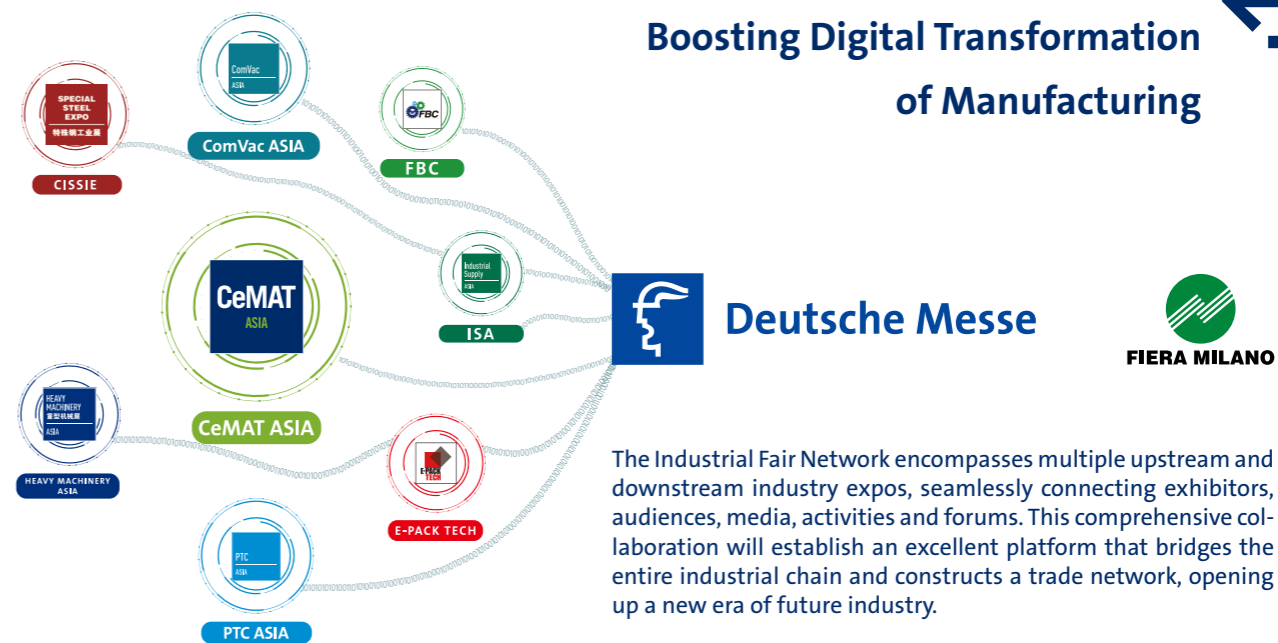 Boosting Digital Transformation
of Manufacturing
SPECIAL
STEEL
EXPO
特殊钢工业展
CISSIE
ComVac
ASIA
ComVac ASIA
FBC
FBC
CeMAT
ASIA
CeMAT ASIA
Industrial
Supply
ASIA
ISA
HEAVY
MACHINERY
重型机械展
ASIA
HEAVY MACHINERY
ASIA
E-PACK
TECH
E-PACK TECH
PTC
ASIA
PTC ASIA
Deutsche Messe
FIERA MILANO
The Industrial Fair Network encompasses multiple upstream and
downstream industry expos, seamlessly connecting exhibitors,
audiences, media, activities and forums. This comprehensive col-
laboration will establish an excellent platform that bridges the
entire industrial chain and constructs a trade network, opening
up a new era of future industry.